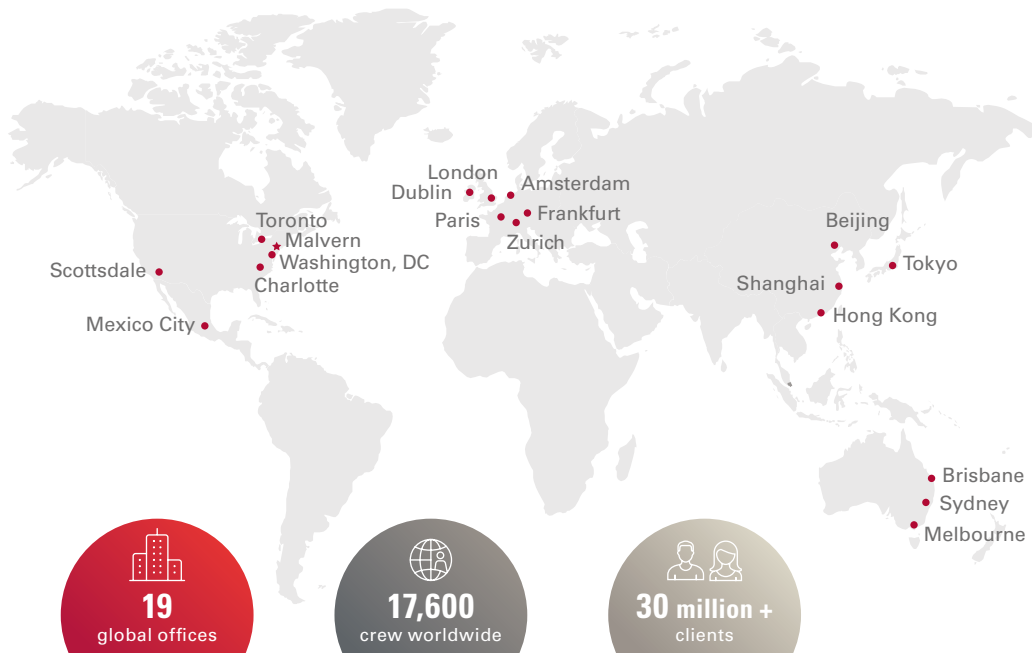 London
Dublin
Amsterdam
Paris
Frankfurt
Zurich
Toronto
Malvern
Washington, DC
Scottsdale
Charlotte
Mexico City
Beijing
Tokyo
Shanghai
Hong Kong
Brisbane
Sydney
Melbourne
19
global offices
17,600
crew worldwide
30 million +
clients